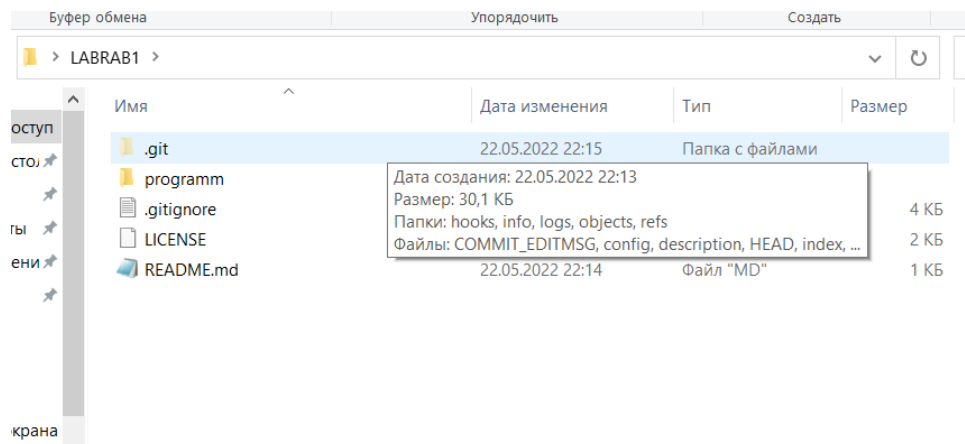 Буфер обмена Упорядочить Создать
LABRAB1
Имя Дата изменения Тип Размер
оступ
.git 22.05.2022 22:15 Папка с файлами
programm
.gitignore 4 КБ
LICENSE 2 КБ
README.md 22.05.2022 22:14 Файл "MD" 1 КБ
Дата создания: 22.05.2022 22:13
Размер: 30,1 КБ
Папки: hooks, info, logs, objects, refs
Файлы: COMMIT_EDITMSG, config, description, HEAD, index, ...
стол
ты
ени
крана